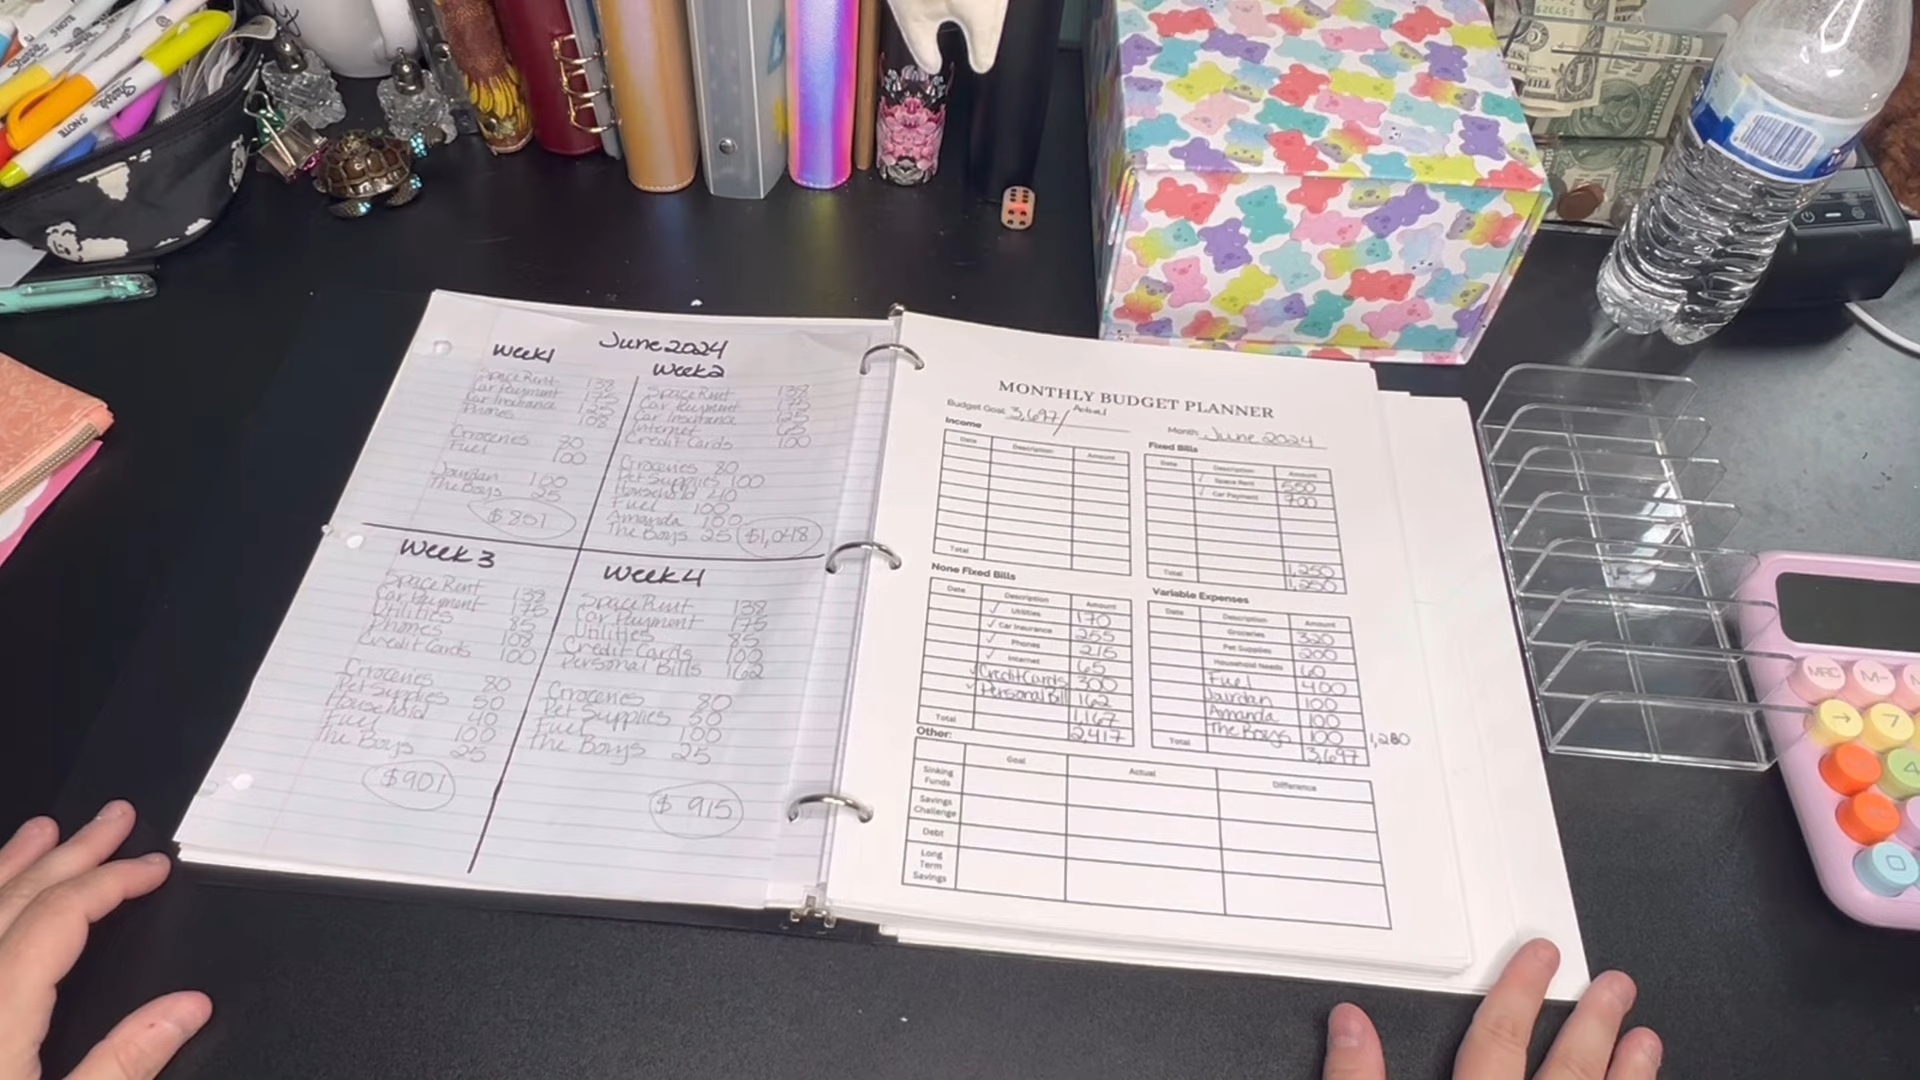 June 2024
Week1
Space Rent 138
Car Payment 175
Car Insurance 125
Phones 108
Groceries 80
Fuel 100
Jourdan 100
The Boys 25
$801
Week2
Space Rent 138
Car Payment 175
Car Insurance 125
Internet 65
Credit Cards 100
Groceries 80
Pet Supplies 100
Household 40
Fuel 100
Amanda 100
The Boys 25
$1,048
Week 3
Space Rent 138
Car Payment 175
Utilities 85
Phones 108
Credit Cards 100
Groceries 80
Pet Supplies 50
Household 40
Fuel 100
The Boys 25
$901
Week4
Space Rent 138
Car Payment 175
Utilities 85
Credit Cards 100
Personal Bills 162
Groceries 80
Pet Supplies 50
Fuel 100
The Boys 25
$915
MONTHLY BUDGET PLANNER
Budget Goal: 3,697/ Actual
Month: June 2024
Income
Date Description Amount
Total
Fixed Bills
Date Description Amount
✓ Space Rent 550
✓ Car Payment 700
1,250
Total 1,250
None Fixed Bills
Date Description Amount
✓ Utilities 170
✓ Car Insurance 255
✓ Phones 215
✓ Internet 65
✓ Credit Cards 300
✓ Personal Bill 162
1,167
Total 2,417
Variable Expenses
Date Description Amount
Groceries 320
Pet Supplies 200
Household Needs 60
Fuel 400
Jourdan 100
Amanda 100
The Boys 100 1,280
Total 3,697
Other:
Goal Actual Difference
Sinking Funds
Savings Challenge
Debt
Long Term Savings
Sharpie
S·NOTE
MRC
M-
→
7
4
0